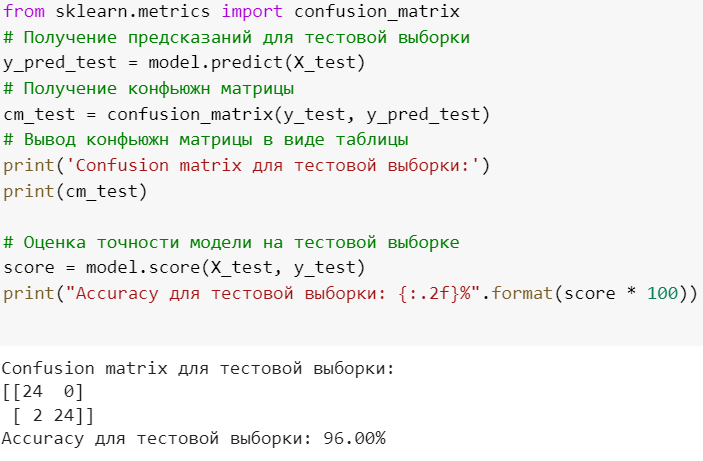 from sklearn.metrics import confusion_matrix
# Получение предсказаний для тестовой выборки
y_pred_test = model.predict(X_test)
# Получение конфьюжн матрицы
cm_test = confusion_matrix(y_test, y_pred_test)
# Вывод конфьюжн матрицы в виде таблицы
print('Confusion matrix для тестовой выборки:')
print(cm_test)
# Оценка точности модели на тестовой выборке
score = model.score(X_test, y_test)
print("Accuracy для тестовой выборки: {:.2f}%".format(score * 100))
Confusion matrix для тестовой выборки:
[[24  0]
 [ 2 24]]
Accuracy для тестовой выборки: 96.00%